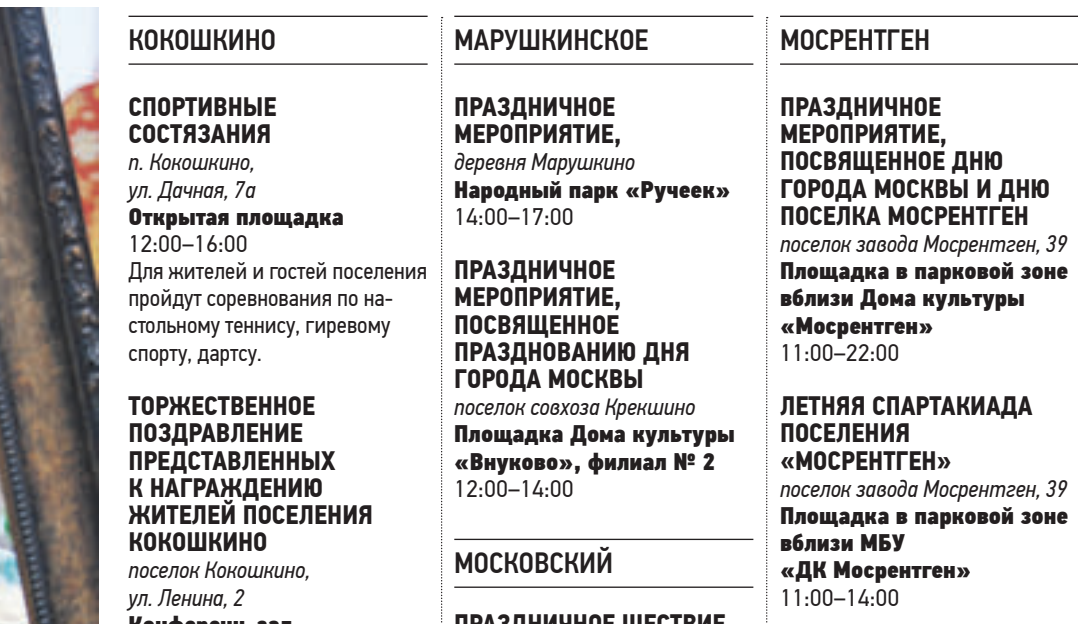 КОКОШКИНО
СПОРТИВНЫЕ
СОСТЯЗАНИЯ
п. Кокошкино,
ул. Дачная, 7а
Открытая площадка
12:00–16:00
Для жителей и гостей поселения
пройдут соревнования по на-
стольному теннису, гиревому
спорту, дартсу.
ТОРЖЕСТВЕННОЕ
ПОЗДРАВЛЕНИЕ
ПРЕДСТАВЛЕННЫХ
К НАГРАЖДЕНИЮ
ЖИТЕЛЕЙ ПОСЕЛЕНИЯ
КОКОШКИНО
поселок Кокошкино,
ул. Ленина, 2
Конференц-зал
МАРУШКИНСКОЕ
ПРАЗДНИЧНОЕ
МЕРОПРИЯТИЕ,
деревня Марушкино
Народный парк «Ручеек»
14:00–17:00
ПРАЗДНИЧНОЕ
МЕРОПРИЯТИЕ,
ПОСВЯЩЕННОЕ
ПРАЗДНОВАНИЮ ДНЯ
ГОРОДА МОСКВЫ
поселок совхоза Крекшино
Площадка Дома культуры
«Внуково», филиал № 2
12:00–14:00
МОСКОВСКИЙ
ПРАЗДНИЧНОЕ ШЕСТВИЕ
МОСРЕНТГЕН
ПРАЗДНИЧНОЕ
МЕРОПРИЯТИЕ,
ПОСВЯЩЕННОЕ ДНЮ
ГОРОДА МОСКВЫ И ДНЮ
ПОСЕЛКА МОСРЕНТГЕН
поселок завода Мосрентген, 39
Площадка в парковой зоне
вблизи Дома культуры
«Мосрентген»
11:00–22:00
ЛЕТНЯЯ СПАРТАКИАДА
ПОСЕЛЕНИЯ
«МОСРЕНТГЕН»
поселок завода Мосрентген, 39
Площадка в парковой зоне
вблизи МБУ
«ДК Мосрентген»
11:00–14:00